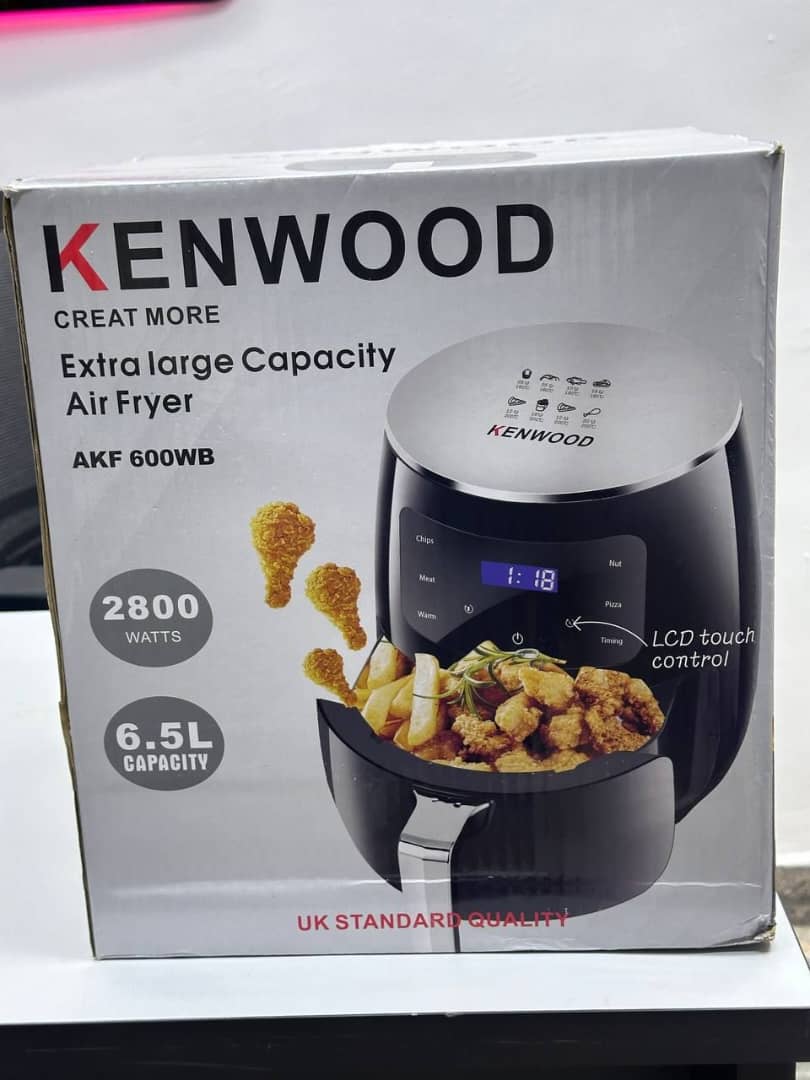 KENWOOD
CREAT MORE
Extra large Capacity
Air Fryer
AKF 600WB
KENWOOD
2800
WATTS
6.5L
CAPACITY
Chips
Meat
Warm
1:18
Nut
Pizza
Timing
LCD touch
control
UK STANDARD QUALITY